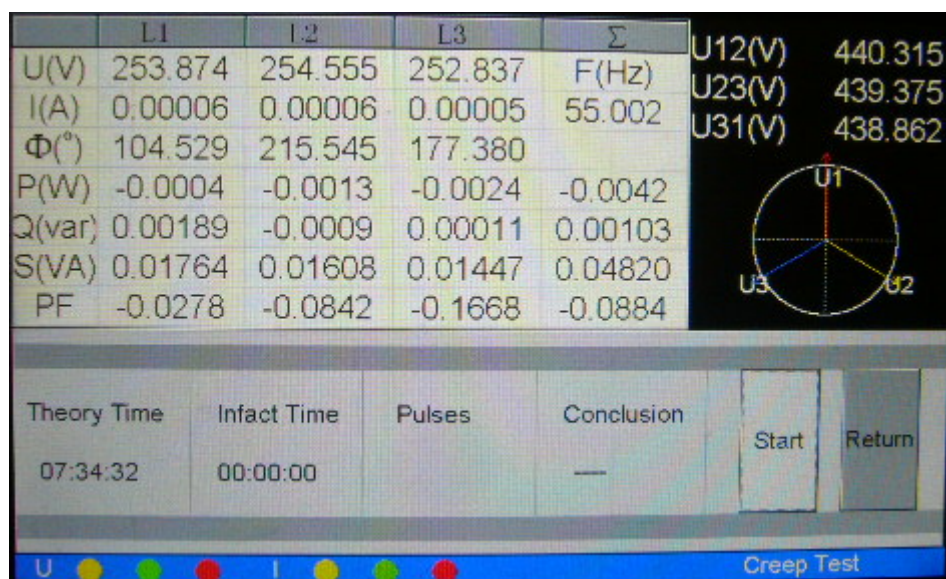 L1 L2 L3 Σ
U(V) 253.874 254.555 252.837 F(Hz)
I(A) 0.00006 0.00006 0.00005 55.002
Φ(°) 104.529 215.545 177.380
P(W) -0.0004 -0.0013 -0.0024 -0.0042
Q(var) 0.00189 -0.0009 0.00011 0.00103
S(VA) 0.01764 0.01608 0.01447 0.04820
PF -0.0278 -0.0842 -0.1668 -0.0884
U12(V) 440.315
U23(V) 439.375
U31(V) 438.862
U1
U3 U2
Theory Time Infact Time Pulses Conclusion
07:34:32 00:00:00 ----
Start Return
U I Creep Test